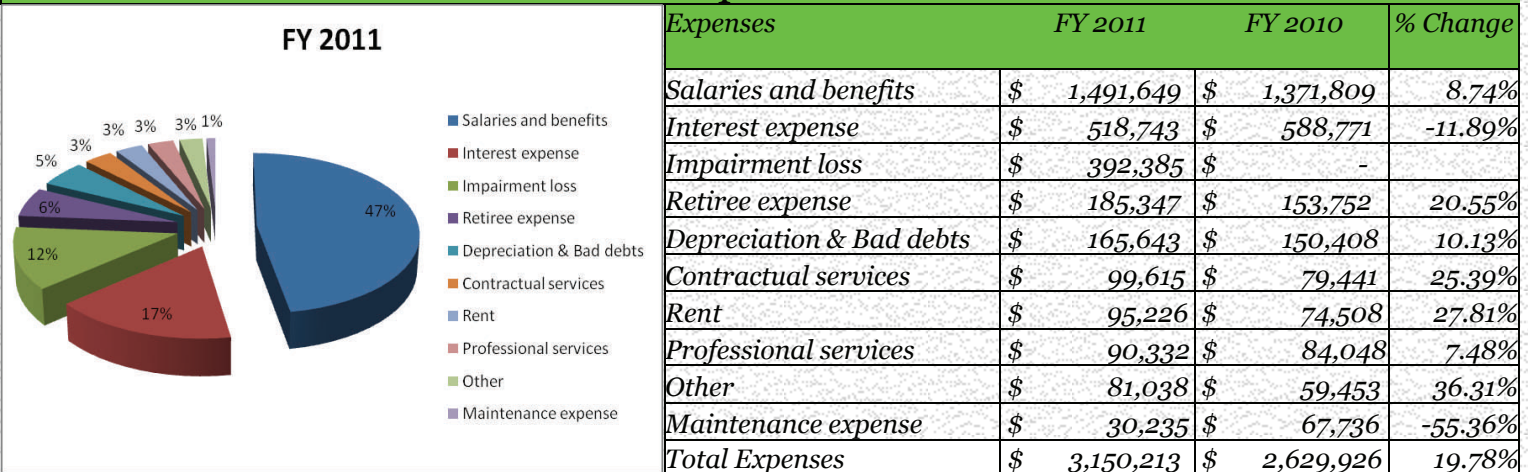 FY 2011
3% 3% 3% 1%
3%
5%
6%
47%
12%
17%
Salaries and benefits
Interest expense
Impairment loss
Retiree expense
Depreciation & Bad debts
Contractual services
Rent
Professional services
Other
Maintenance expense
Expenses FY 2011 FY 2010 % Change
Salaries and benefits $ 1,491,649 $ 1,371,809 8.74%
Interest expense $ 518,743 $ 588,771 -11.89%
Impairment loss $ 392,385 $ -
Retiree expense $ 185,347 $ 153,752 20.55%
Depreciation & Bad debts $ 165,643 $ 150,408 10.13%
Contractual services $ 99,615 $ 79,441 25.39%
Rent $ 95,226 $ 74,508 27.81%
Professional services $ 90,332 $ 84,048 7.48%
Other $ 81,038 $ 59,453 36.31%
Maintenance expense $ 30,235 $ 67,736 -55.36%
Total Expenses $ 3,150,213 $ 2,629,926 19.78%